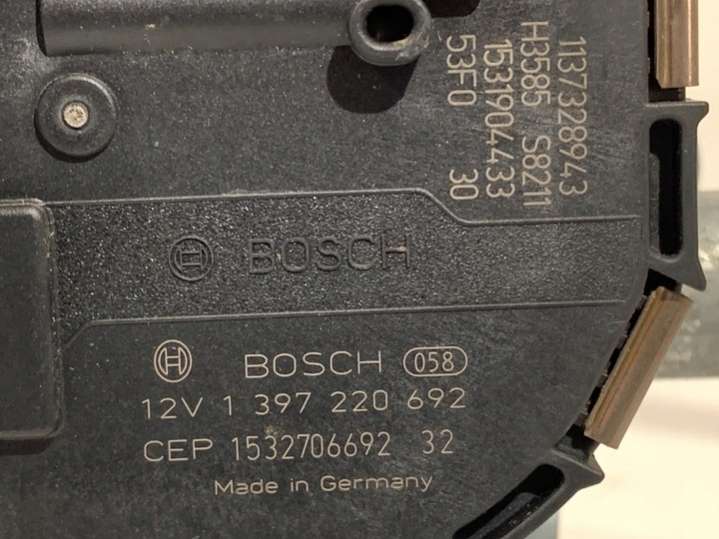 1137328943
H3585 S8211
1531904433
53F0 30
BOSCH
BOSCH 058
12V 1 397 220 692
CEP 1532706692 32
Made in Germany